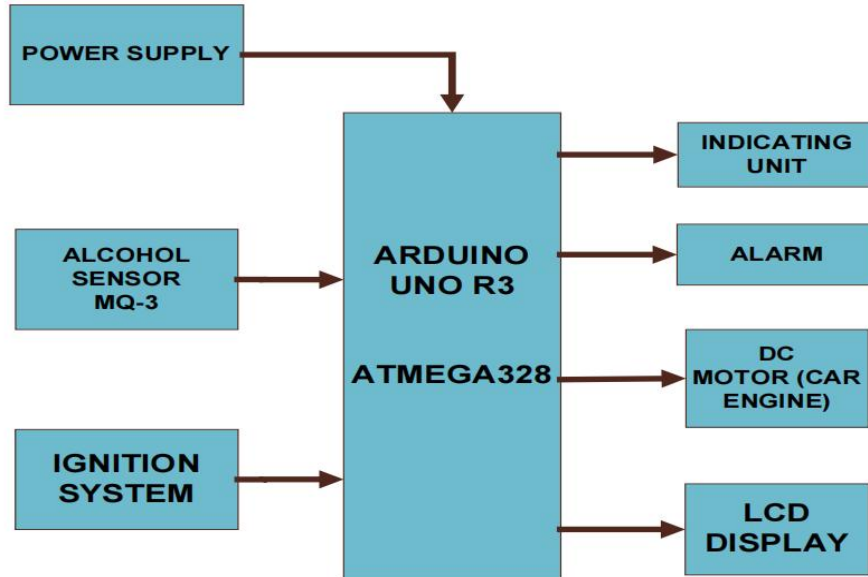 POWER SUPPLY
ALCOHOL
SENSOR
MQ-3
IGNITION
SYSTEM
ARDUINO
UNO R3
ATMEGA328
INDICATING
UNIT
ALARM
DC
MOTOR (CAR
ENGINE)
LCD
DISPLAY